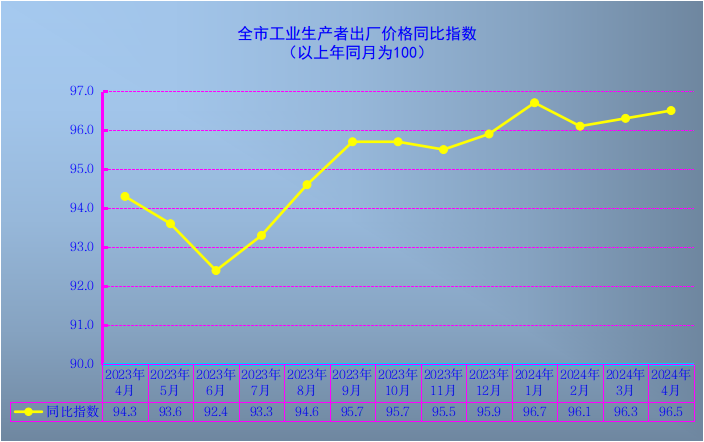 全市工业生产者出厂价格同比指数
（以上年同月为100）
97.0
96.0
95.0
94.0
93.0
92.0
91.0
90.0
2023年 2023年 2023年 2023年 2023年 2023年 2023年 2023年 2023年 2024年 2024年 2024年 2024年
4月 5月 6月 7月 8月 9月 10月 11月 12月 1月 2月 3月 4月
同比指数 94.3 93.6 92.4 93.3 94.6 95.7 95.7 95.5 95.9 96.7 96.1 96.3 96.5